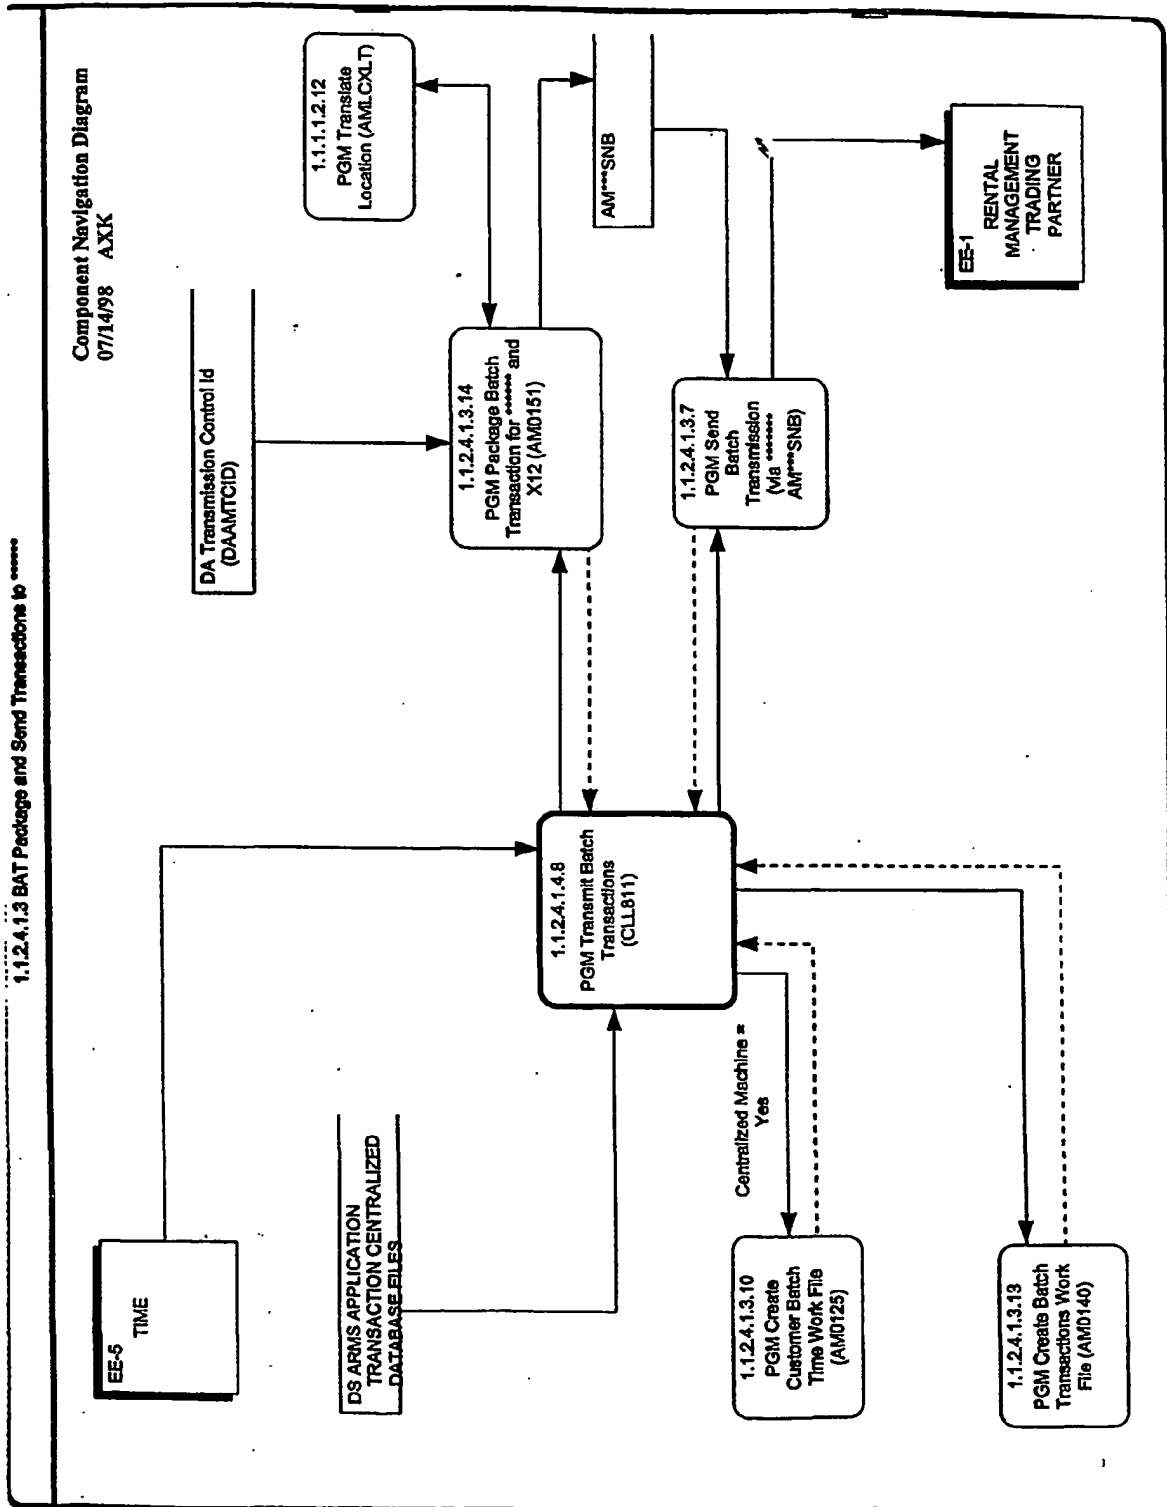 1.1.2.4.1.3 BAT Package and Send Transactions to ******
Component Navigation Diagram
07/14/98 AXK
EE-5
TIME
DS ARMS APPLICATION
TRANSACTION CENTRALIZED
DATABASE FILES
DA Transmission Control Id
(DAAMTCID)
1.1.1.1.2.12
PGM Translate
Location (AMLCXLT)
1.1.2.4.1.3.14
PGM Package Batch
Transaction for ****** and
X12 (AM0151)
AM***SNB
1.1.2.4.1.4.8
PGM Transmit Batch
Transactions
(CLL811)
1.1.2.4.1.3.7
PGM Send
Batch
Transmission
(via *******
AM***SNB)
Centralized Machine =
Yes
1.1.2.4.1.3.10
PGM Create
Customer Batch
Time Work File
(AM0125)
EE-1
RENTAL
MANAGEMENT
TRADING
PARTNER
1.1.2.4.1.3.13
PGM Create Batch
Transactions Work
File (AM0140)